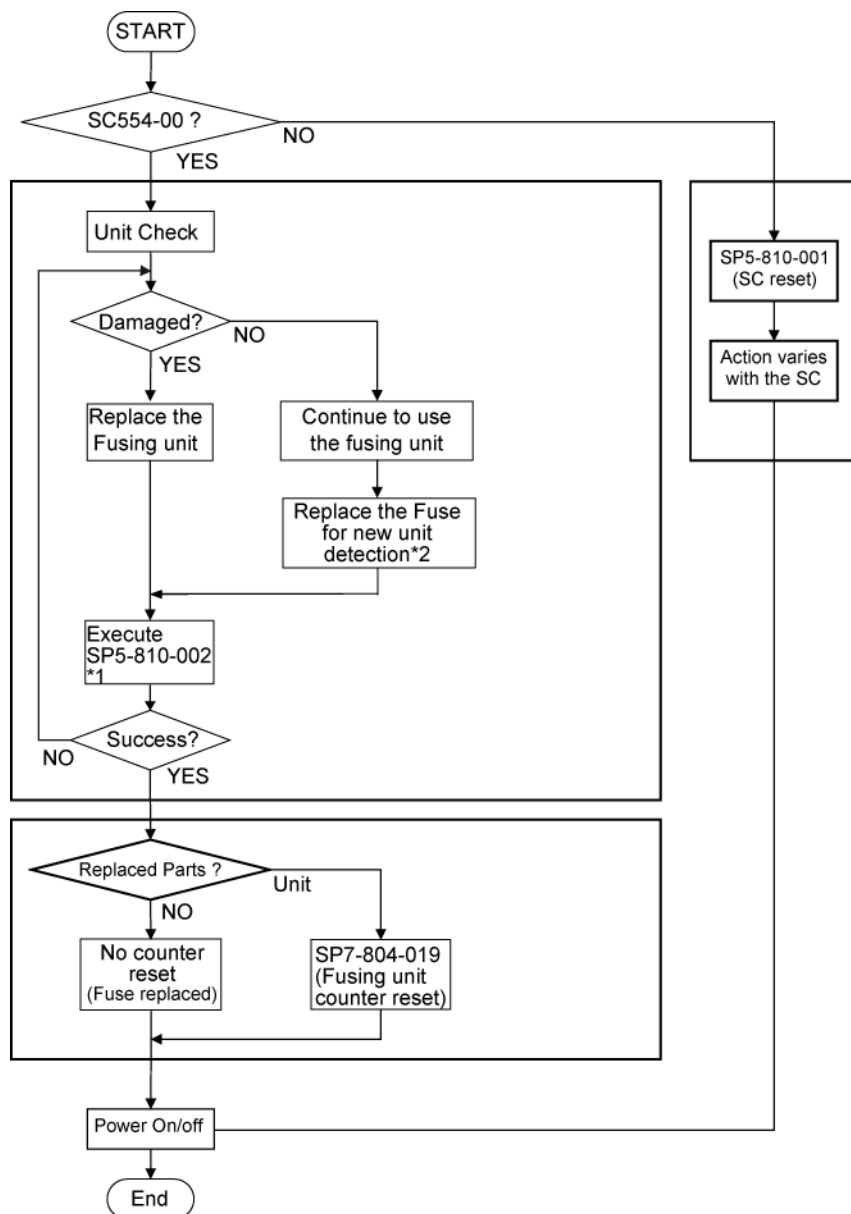 START
SC554-00 ?
NO
YES
Unit Check
SP5-810-001
(SC reset)
Damaged?
NO
YES
Action varies
with the SC
Replace the
Fusing unit
Continue to use
the fusing unit
Replace the Fuse
for new unit
detection*2
Execute
SP5-810-002
*1
Success?
NO
YES
Replaced Parts ?
Unit
NO
No counter
reset
(Fuse replaced)
SP7-804-019
(Fusing unit
counter reset)
Power On/off
End